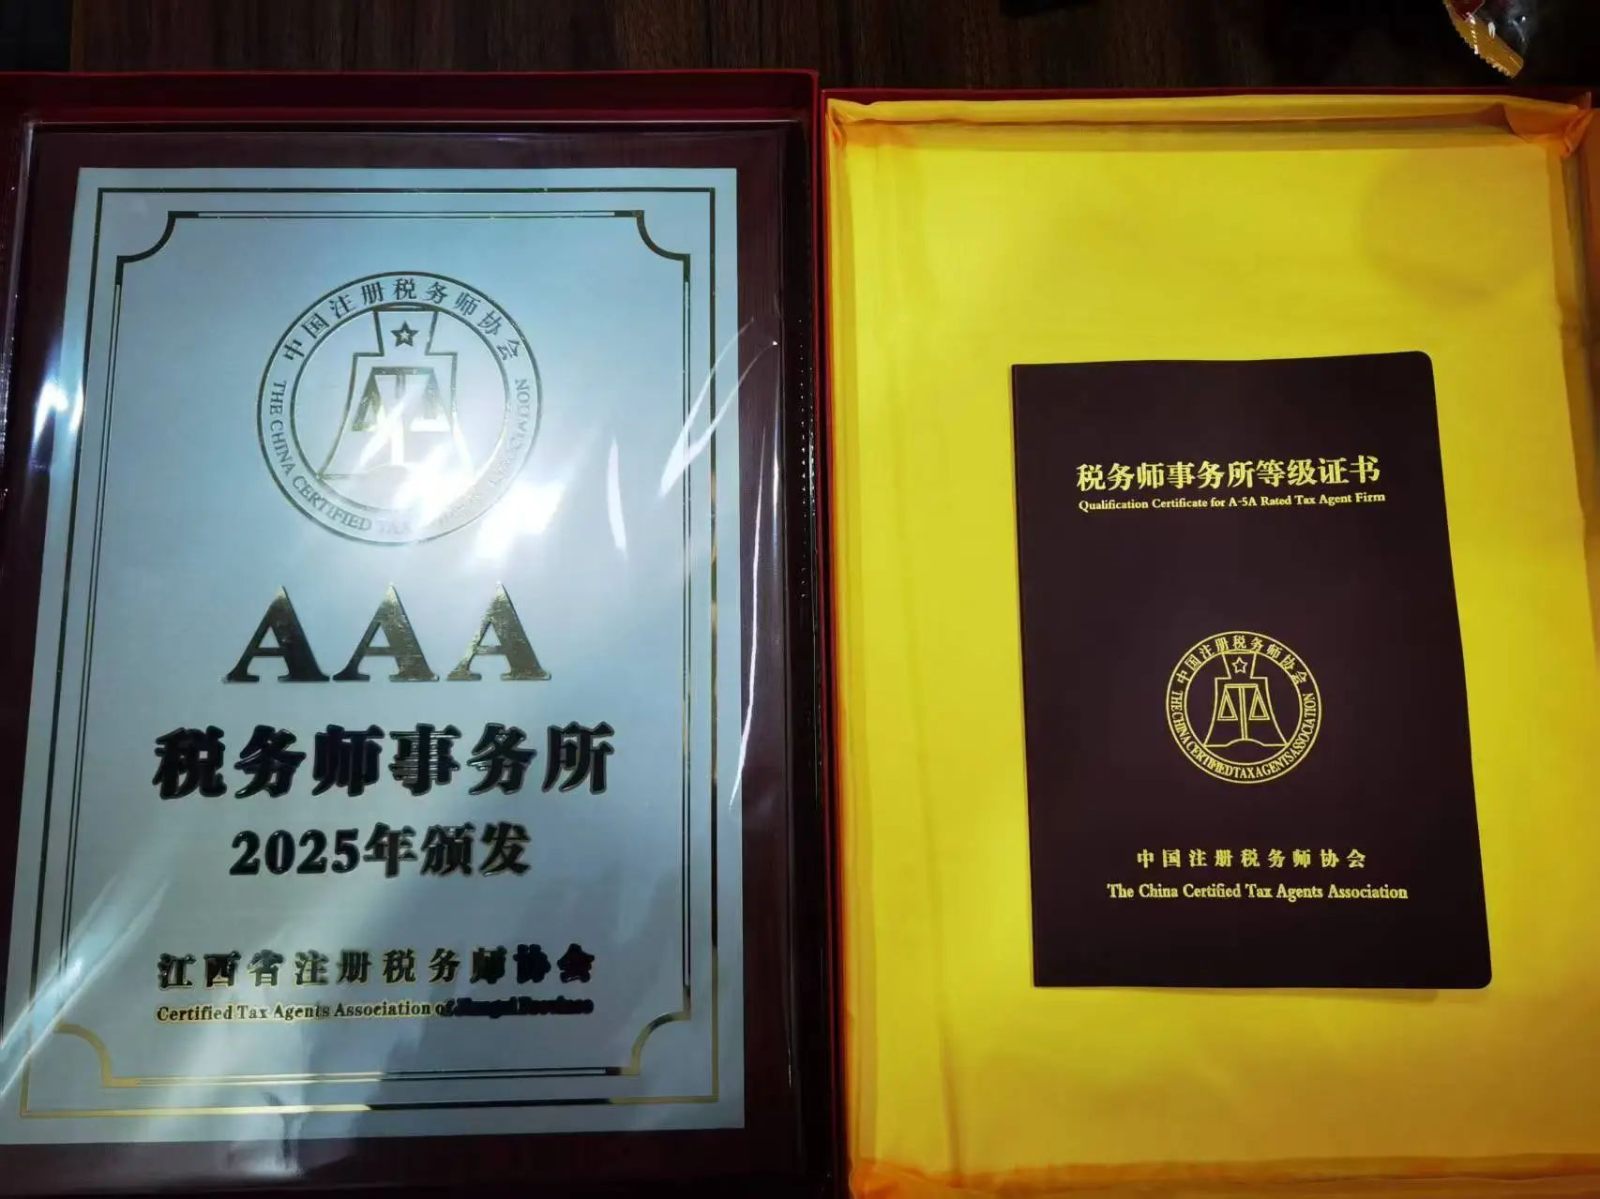 中国注册税务师协会
THE CHINA CERTIFIED TAX
AAA
税务师事务所
2025年颁发
江西省注册税务师协会
Certified Tax Agents Association of Jiangxi Province
税务师事务所等级证书
Qualification Certificate for A-5A Rated Tax Agent Firm
中国注册税务师协会
THE CHINA CERTIFIED TAX AGENTS ASSOCIATION
中国注册税务师协会
The China Certified Tax Agents Association